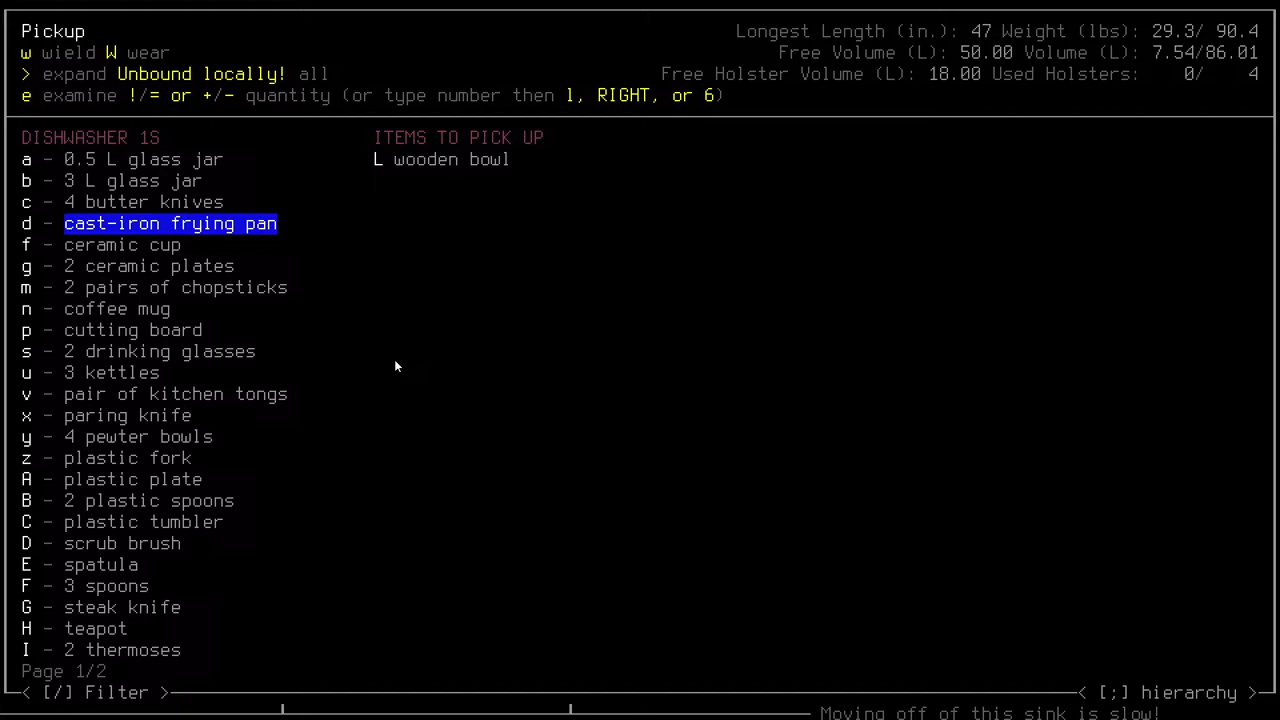 Pickup
w wield W wear
> expand Unbound locally! all
e examine !/= or +/- quantity (or type number then l, RIGHT, or 6)
Longest Length (in.): 47 Weight (lbs): 29.3/ 90.4
Free Volume (L): 50.00 Volume (L): 7.54/86.01
Free Holster Volume (L): 18.00 Used Holsters: 0/ 4
DISHWASHER 1S
a - 0.5 L glass jar
b - 3 L glass jar
c - 4 butter knives
d - cast-iron frying pan
f - ceramic cup
g - 2 ceramic plates
m - 2 pairs of chopsticks
n - coffee mug
p - cutting board
s - 2 drinking glasses
u - 3 kettles
v - pair of kitchen tongs
x - paring knife
y - 4 pewter bowls
z - plastic fork
A - plastic plate
B - 2 plastic spoons
C - plastic tumbler
D - scrub brush
E - spatula
F - 3 spoons
G - steak knife
H - teapot
I - 2 thermoses
Page 1/2
ITEMS TO PICK UP
L wooden bowl
< [/] Filter >
< [;] hierarchy >
Moving off of this sink is slow!